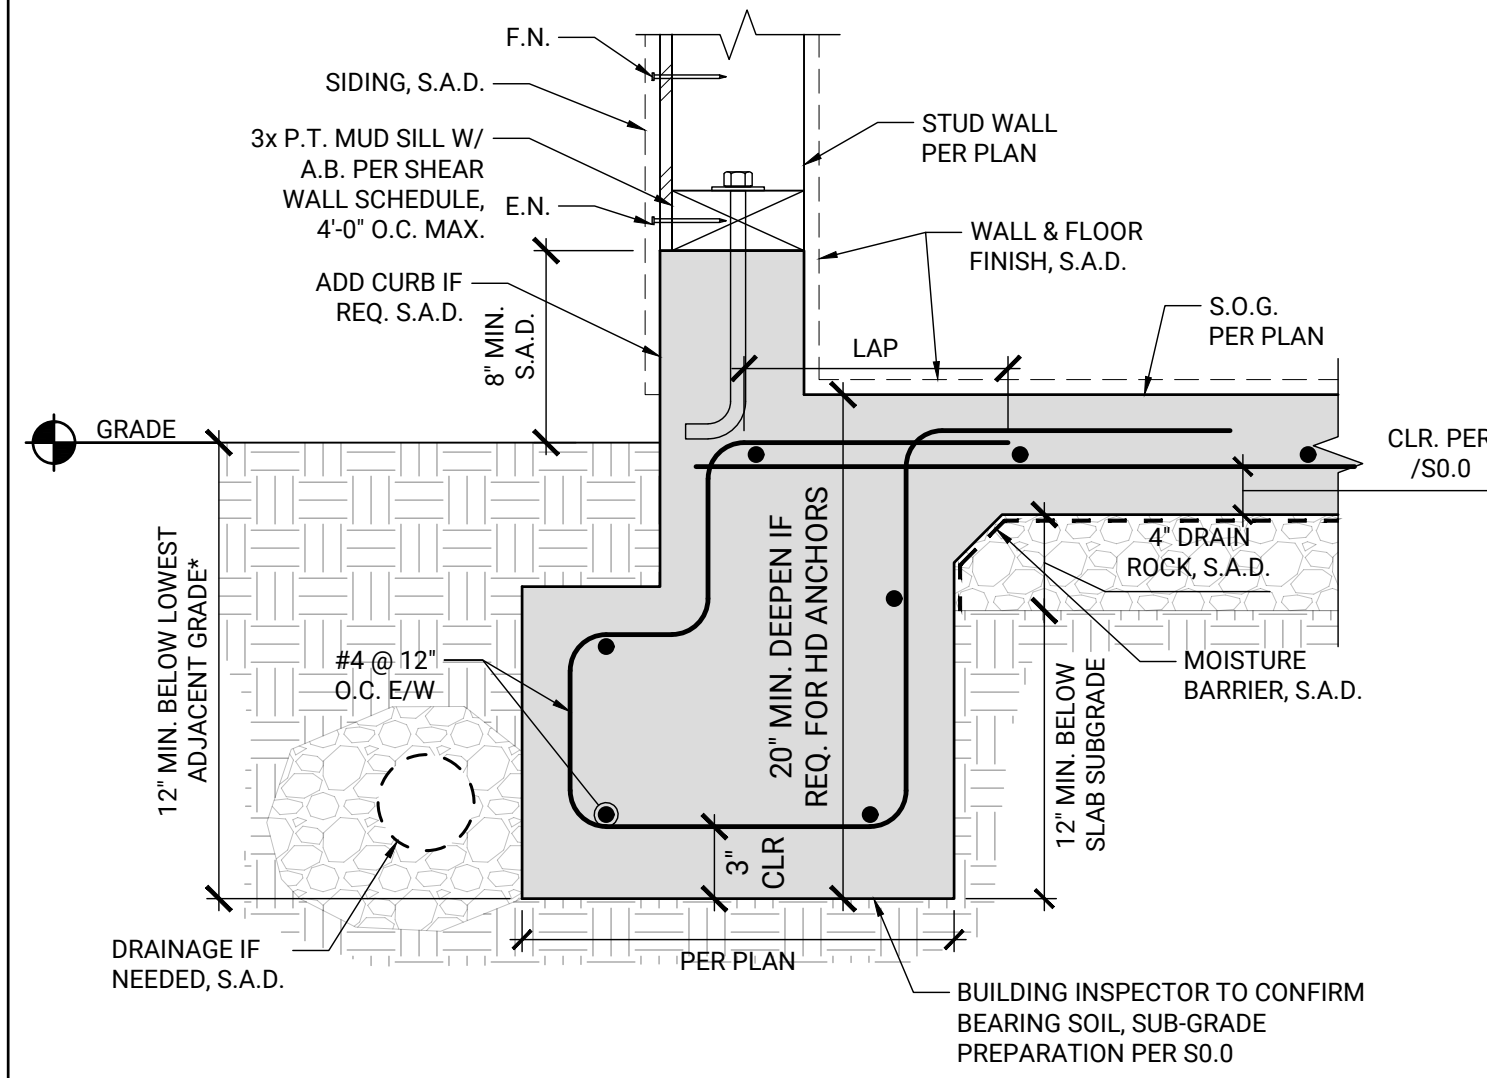 F.N.
SIDING, S.A.D.
3x P.T. MUD SILL W/
A.B. PER SHEAR
WALL SCHEDULE,
4'-0" O.C. MAX.
E.N.
ADD CURB IF
REQ. S.A.D.
8" MIN.
S.A.D.
STUD WALL
PER PLAN
WALL & FLOOR
FINISH, S.A.D.
S.O.G.
PER PLAN
LAP
GRADE
CLR. PER
/S0.0
12" MIN. BELOW LOWEST
ADJACENT GRADE*
#4 @ 12"
O.C. E/W
20" MIN. DEEPEN IF
REQ. FOR HD ANCHORS
4" DRAIN
ROCK, S.A.D.
MOISTURE
BARRIER, S.A.D.
12" MIN. BELOW
SLAB SUBGRADE
3"
CLR
DRAINAGE IF
NEEDED, S.A.D.
PER PLAN
BUILDING INSPECTOR TO CONFIRM
BEARING SOIL, SUB-GRADE
PREPARATION PER S0.0